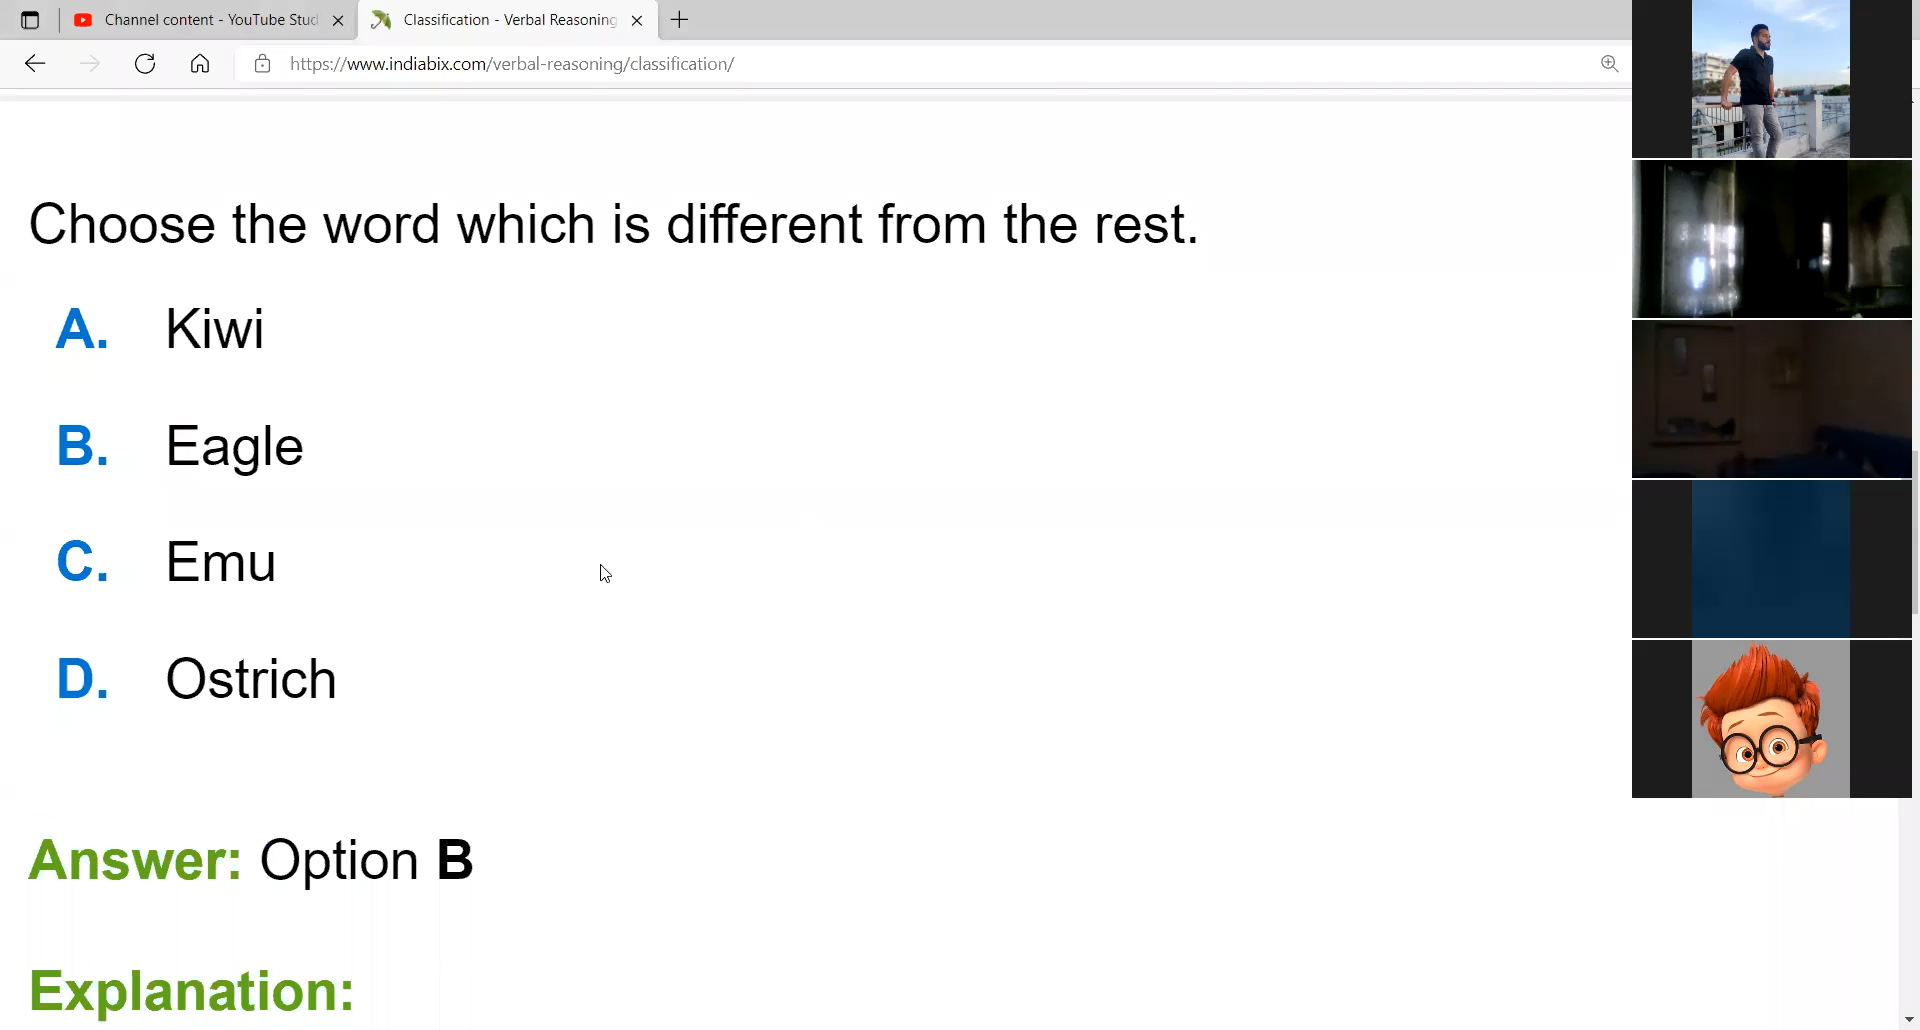 Channel content - YouTube Stud
Classification - Verbal Reasoning
https://www.indiabix.com/verbal-reasoning/classification/
Choose the word which is different from the rest.
A. Kiwi
B. Eagle
C. Emu
D. Ostrich
Answer: Option B
Explanation: